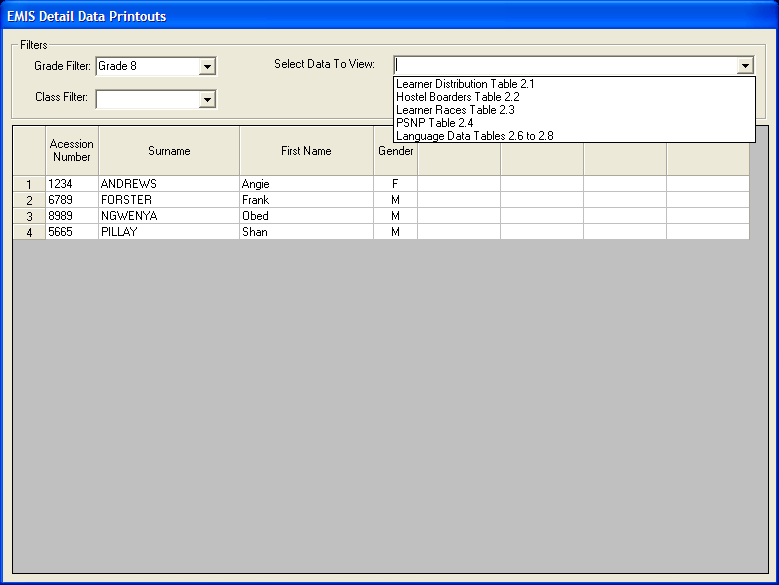 EMIS Detail Data Printouts
Filters
Grade Filter: Grade 8 Select Data To View:
Class Filter:
Learner Distribution Table 2.1
Hostel Boarders Table 2.2
Learner Races Table 2.3
PSNP Table 2.4
Language Data Tables 2.6 to 2.8
Acession Number Surname First Name Gender
1 1234 ANDREWS Angie F
2 6789 FORSTER Frank M
3 8989 NGWENYA Obed M
4 5665 PILLAY Shan M